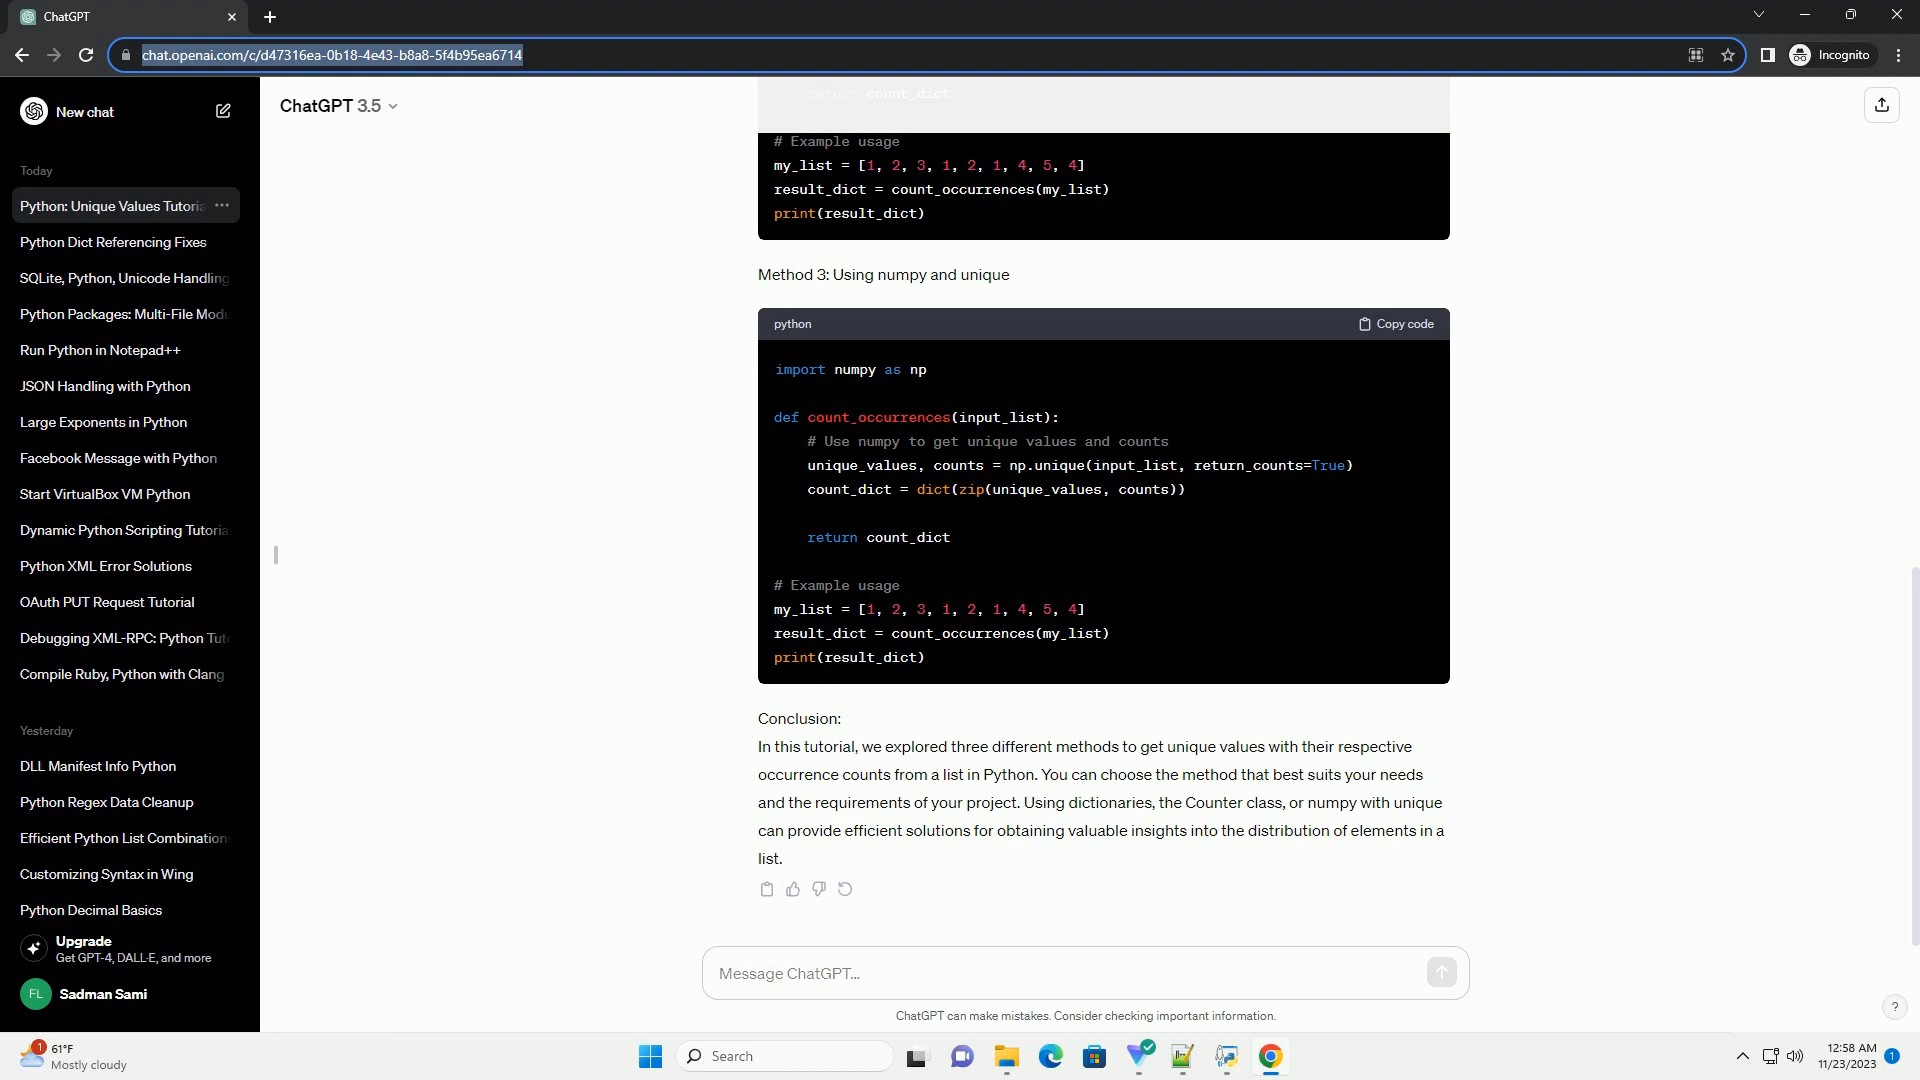 ChatGPT
chat.openai.com/c/d47316ea-0b18-4e43-b8a8-5f4b95ea6714
Incognito
New chat
Today
Python: Unique Values Tutoria
Python Dict Referencing Fixes
SQLite, Python, Unicode Handling
Python Packages: Multi-File Modu
Run Python in Notepad++
JSON Handling with Python
Large Exponents in Python
Facebook Message with Python
Start VirtualBox VM Python
Dynamic Python Scripting Tutoria
Python XML Error Solutions
OAuth PUT Request Tutorial
Debugging XML-RPC: Python Tuto
Compile Ruby, Python with Clang
Yesterday
DLL Manifest Info Python
Python Regex Data Cleanup
Efficient Python List Combination
Customizing Syntax in Wing
Python Decimal Basics
Upgrade
Get GPT-4, DALL·E, and more
FL Sadman Sami
ChatGPT 3.5
return count_dict
# Example usage
my_list = [1, 2, 3, 1, 2, 1, 4, 5, 4]
result_dict = count_occurrences(my_list)
print(result_dict)
Method 3: Using numpy and unique
python Copy code
import numpy as np
def count_occurrences(input_list):
# Use numpy to get unique values and counts
unique_values, counts = np.unique(input_list, return_counts=True)
count_dict = dict(zip(unique_values, counts))
return count_dict
# Example usage
my_list = [1, 2, 3, 1, 2, 1, 4, 5, 4]
result_dict = count_occurrences(my_list)
print(result_dict)
Conclusion:
In this tutorial, we explored three different methods to get unique values with their respective
occurrence counts from a list in Python. You can choose the method that best suits your needs
and the requirements of your project. Using dictionaries, the Counter class, or numpy with unique
can provide efficient solutions for obtaining valuable insights into the distribution of elements in a
list.
Message ChatGPT...
ChatGPT can make mistakes. Consider checking important information.
?
1
61°F
Mostly cloudy
Search
12:58 AM
11/23/2023
1